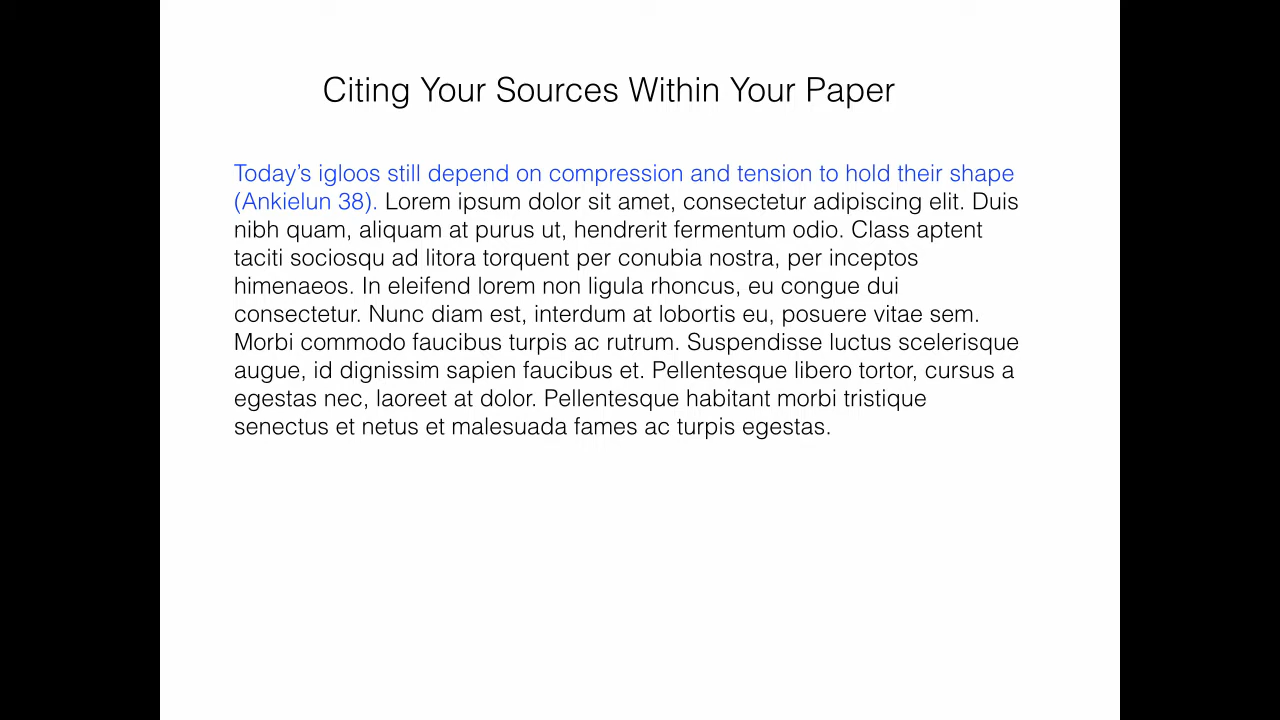 Citing Your Sources Within Your Paper
Today’s igloos still depend on compression and tension to hold their shape
(Ankielun 38). Lorem ipsum dolor sit amet, consectetur adipiscing elit. Duis
nibh quam, aliquam at purus ut, hendrerit fermentum odio. Class aptent
taciti sociosqu ad litora torquent per conubia nostra, per inceptos
himenaeos. In eleifend lorem non ligula rhoncus, eu congue dui
consectetur. Nunc diam est, interdum at lobortis eu, posuere vitae sem.
Morbi commodo faucibus turpis ac rutrum. Suspendisse luctus scelerisque
augue, id dignissim sapien faucibus et. Pellentesque libero tortor, cursus a
egestas nec, laoreet at dolor. Pellentesque habitant morbi tristique
senectus et netus et malesuada fames ac turpis egestas.